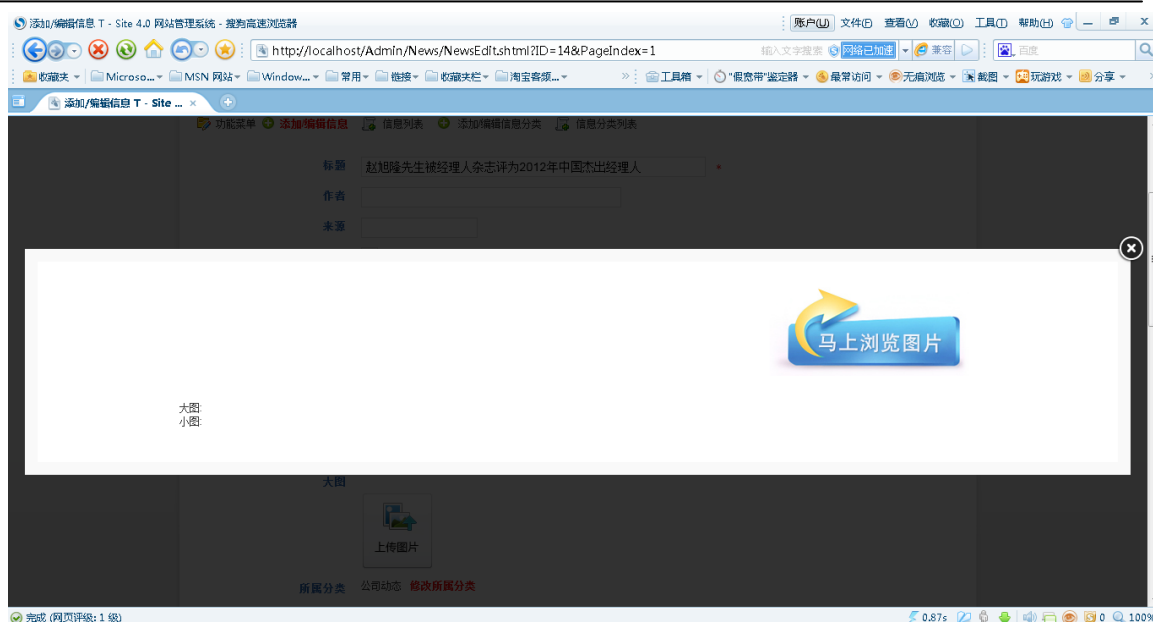 添加/编辑信息 T - Site 4.0 网站管理系统 - 搜狗高速浏览器
账户(U) 文件(F) 查看(V) 收藏(O) 工具(T) 帮助(H)
http://localhost/Admin/News/NewsEdit.shtml?ID=14&PageIndex=1 输入文字搜索 网络已加速 兼容 百度
收藏夹 Microso... MSN 网站 Window... 常用 链接 收藏夹栏 淘宝客频... » 工具箱 "假宽带"鉴定器 最常访问 无痕浏览 截图 玩游戏 分享
添加/编辑信息 T - Site ... ×
功能菜单 添加/编辑信息 信息列表 添加/编辑信息分类 信息分类列表
标题 赵旭隆先生被经理人杂志评为2012年中国杰出经理人 *
作者
来源
马上浏览图片
大图:
小图:
大图
上传图片
所属分类 公司动态 修改所属分类
完成 (网页评级: 1 级) 0.87s 0 100%